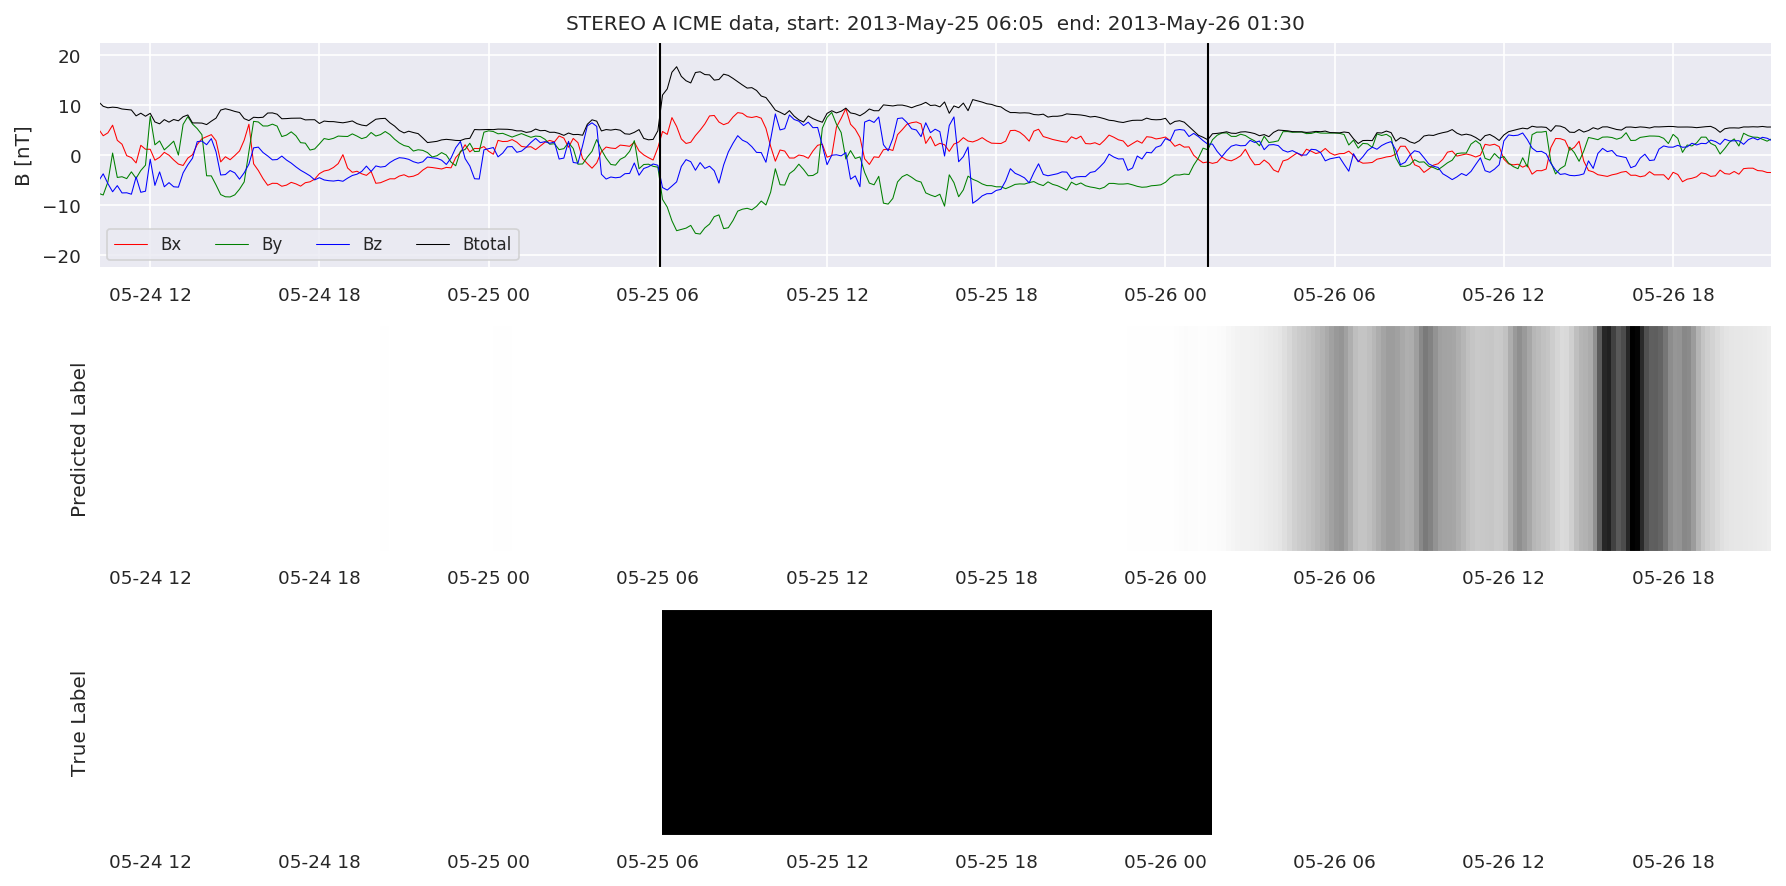 STEREO A ICME data, start: 2013-May-25 06:05  end: 2013-May-26 01:30
B [nT]
20
10
0
−10
−20
Bx By Bz Btotal
05-24 12 05-24 18 05-25 00 05-25 06 05-25 12 05-25 18 05-26 00 05-26 06 05-26 12 05-26 18
Predicted Label
05-24 12 05-24 18 05-25 00 05-25 06 05-25 12 05-25 18 05-26 00 05-26 06 05-26 12 05-26 18
True Label
05-24 12 05-24 18 05-25 00 05-25 06 05-25 12 05-25 18 05-26 00 05-26 06 05-26 12 05-26 18